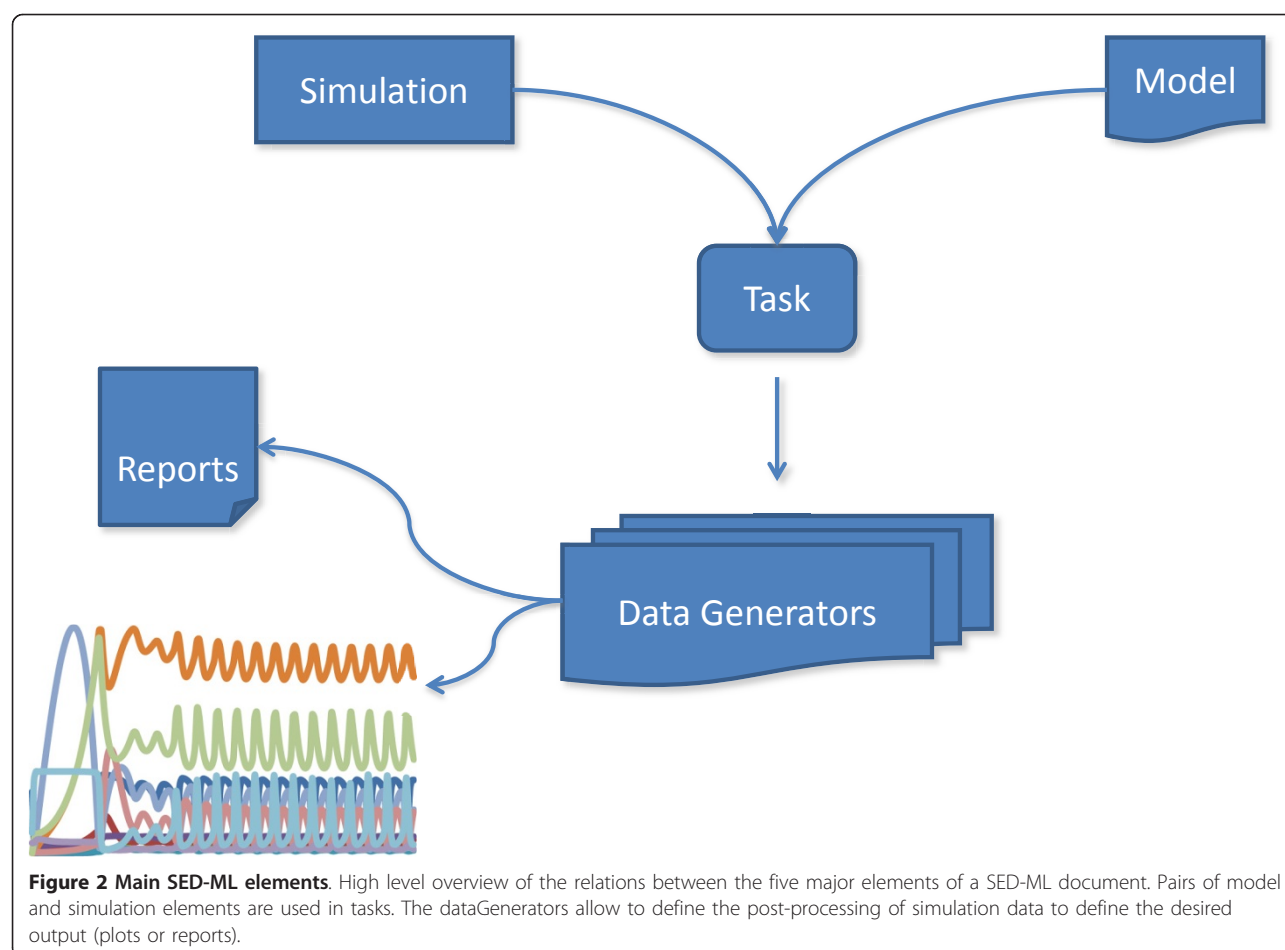 Simulation
Model
Task
Reports
Data Generators
Figure 2 Main SED-ML elements. High level overview of the relations between the five major elements of a SED-ML document. Pairs of model
and simulation elements are used in tasks. The dataGenerators allow to define the post-processing of simulation data to define the desired
output (plots or reports).